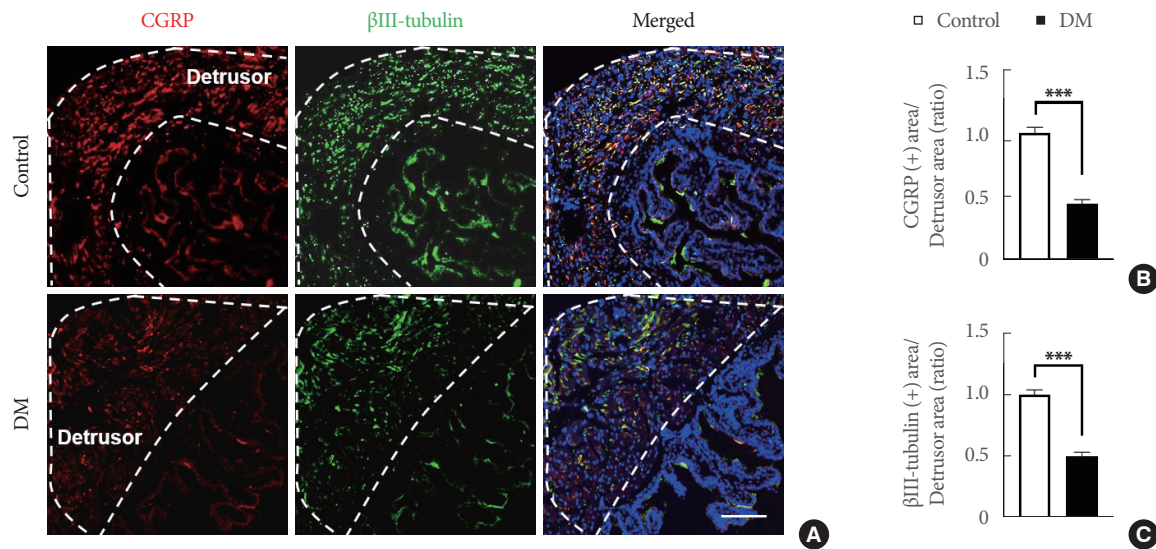 CGRP
βIII-tubulin
Merged
Control
Detrusor
DM
Detrusor
A
Control
DM
CGRP (+) area/
Detrusor area (ratio)
1.5
1.0
0.5
0
***
B
βIII-tubulin (+) area/
Detrusor area (ratio)
1.5
1.0
0.5
0
***
C